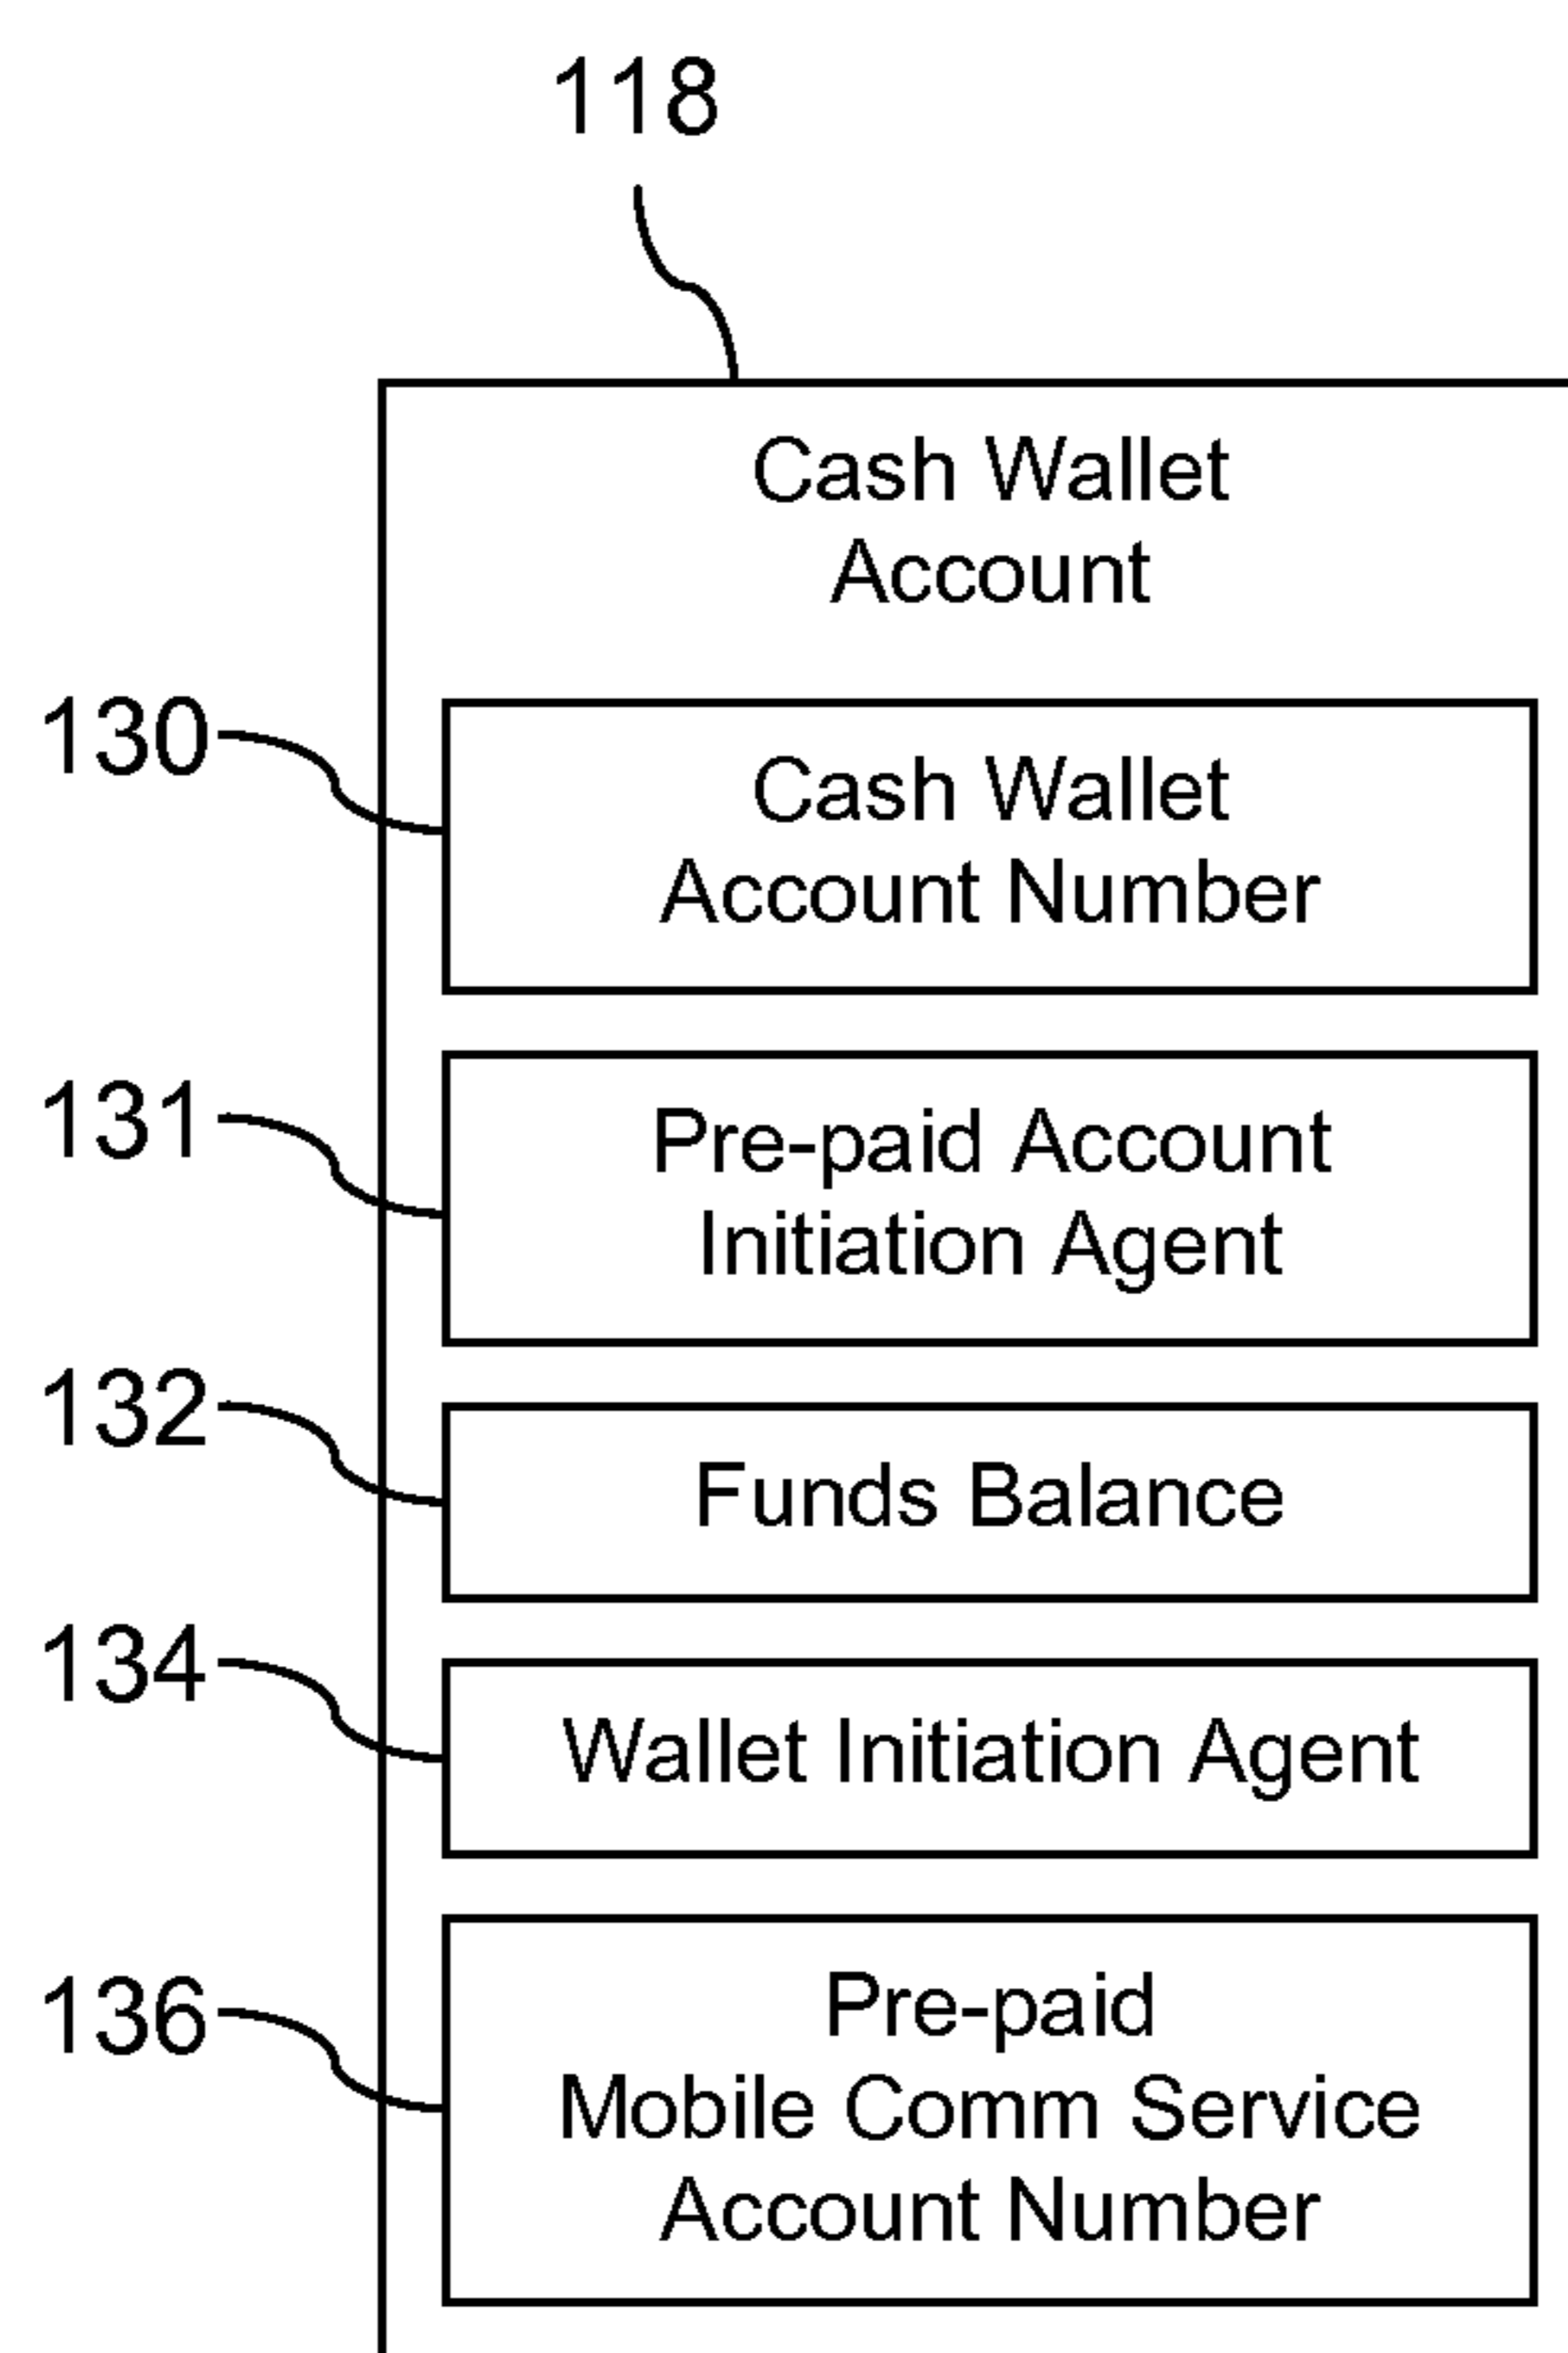 118
Cash Wallet
Account
130
Cash Wallet
Account Number
131
Pre-paid Account
Initiation Agent
132
Funds Balance
134
Wallet Initiation Agent
136
Pre-paid
Mobile Comm Service
Account Number